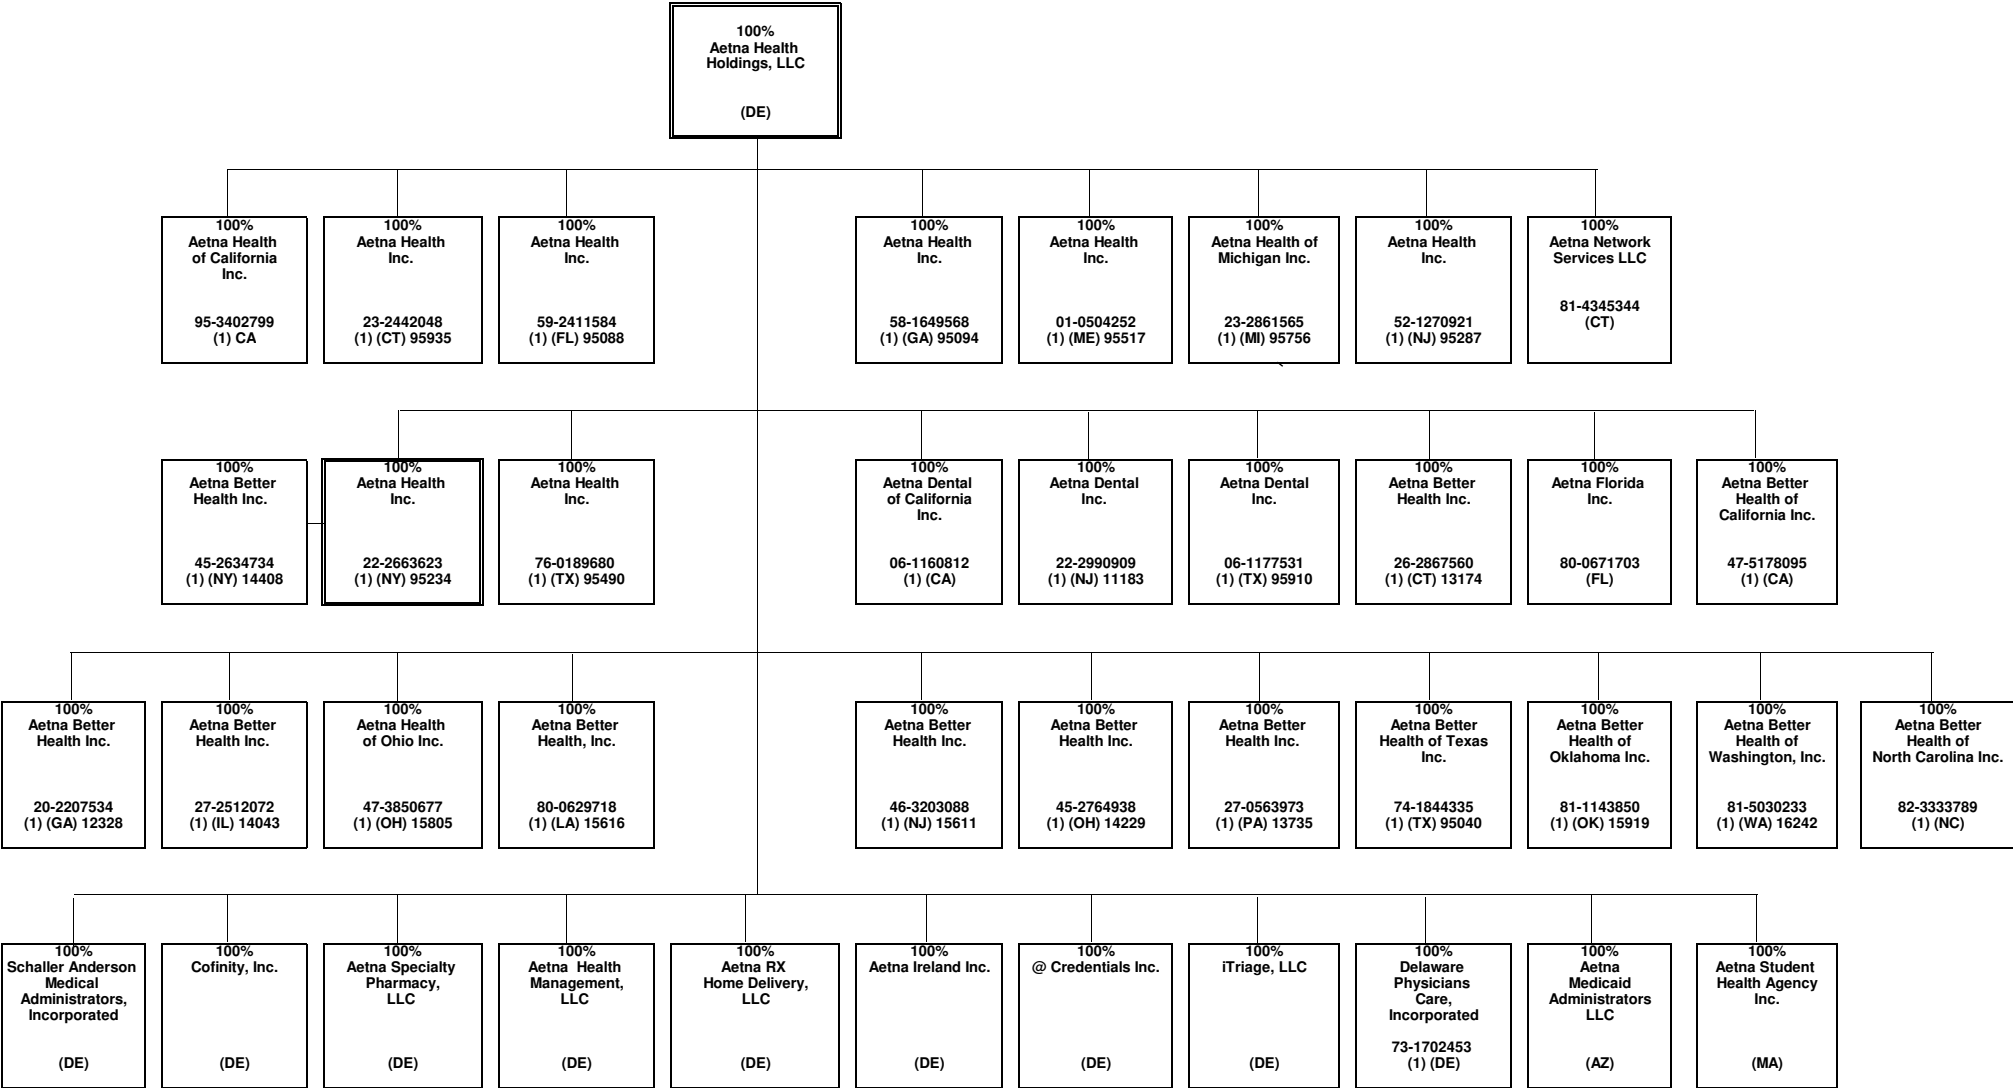 100%
Aetna Health
Holdings, LLC
(DE)
100%
Aetna Health
of California
Inc.
95-3402799
(1) CA
100%
Aetna Health
Inc.
23-2442048
(1) (CT) 95935
100%
Aetna Health
Inc.
59-2411584
(1) (FL) 95088
100%
Aetna Health
Inc.
58-1649568
(1) (GA) 95094
100%
Aetna Health
Inc.
01-0504252
(1) (ME) 95517
100%
Aetna Health of
Michigan Inc.
23-2861565
(1) (MI) 95756
100%
Aetna Health
Inc.
52-1270921
(1) (NJ) 95287
100%
Aetna Network
Services LLC
81-4345344
(CT)
100%
Aetna Better
Health Inc.
45-2634734
(1) (NY) 14408
100%
Aetna Health
Inc.
22-2663623
(1) (NY) 95234
100%
Aetna Health
Inc.
76-0189680
(1) (TX) 95490
100%
Aetna Dental
of California
Inc.
06-1160812
(1) (CA)
100%
Aetna Dental
Inc.
22-2990909
(1) (NJ) 11183
100%
Aetna Dental
Inc.
06-1177531
(1) (TX) 95910
100%
Aetna Better
Health Inc.
26-2867560
(1) (CT) 13174
100%
Aetna Florida
Inc.
80-0671703
(FL)
100%
Aetna Better
Health of
California Inc.
47-5178095
(1) (CA)
100%
Aetna Better
Health Inc.
20-2207534
(1) (GA) 12328
100%
Aetna Better
Health Inc.
27-2512072
(1) (IL) 14043
100%
Aetna Health
of Ohio Inc.
47-3850677
(1) (OH) 15805
100%
Aetna Better
Health, Inc.
80-0629718
(1) (LA) 15616
100%
Aetna Better
Health Inc.
46-3203088
(1) (NJ) 15611
100%
Aetna Better
Health Inc.
45-2764938
(1) (OH) 14229
100%
Aetna Better
Health Inc.
27-0563973
(1) (PA) 13735
100%
Aetna Better
Health of Texas
Inc.
74-1844335
(1) (TX) 95040
100%
Aetna Better
Health of
Oklahoma Inc.
81-1143850
(1) (OK) 15919
100%
Aetna Better
Health of
Washington, Inc.
81-5030233
(1) (WA) 16242
100%
Aetna Better
Health of
North Carolina Inc.
82-3333789
(1) (NC)
100%
Schaller Anderson
Medical
Administrators,
Incorporated
(DE)
100%
Cofinity, Inc.
(DE)
100%
Aetna Specialty
Pharmacy,
LLC
(DE)
100%
Aetna Health
Management,
LLC
(DE)
100%
Aetna RX
Home Delivery,
LLC
(DE)
100%
Aetna Ireland Inc.
(DE)
100%
@ Credentials Inc.
(DE)
100%
iTriage, LLC
(DE)
100%
Delaware
Physicians
Care,
Incorporated
73-1702453
(1) (DE)
100%
Aetna
Medicaid
Administrators
LLC
(AZ)
100%
Aetna Student
Health Agency
Inc.
(MA)